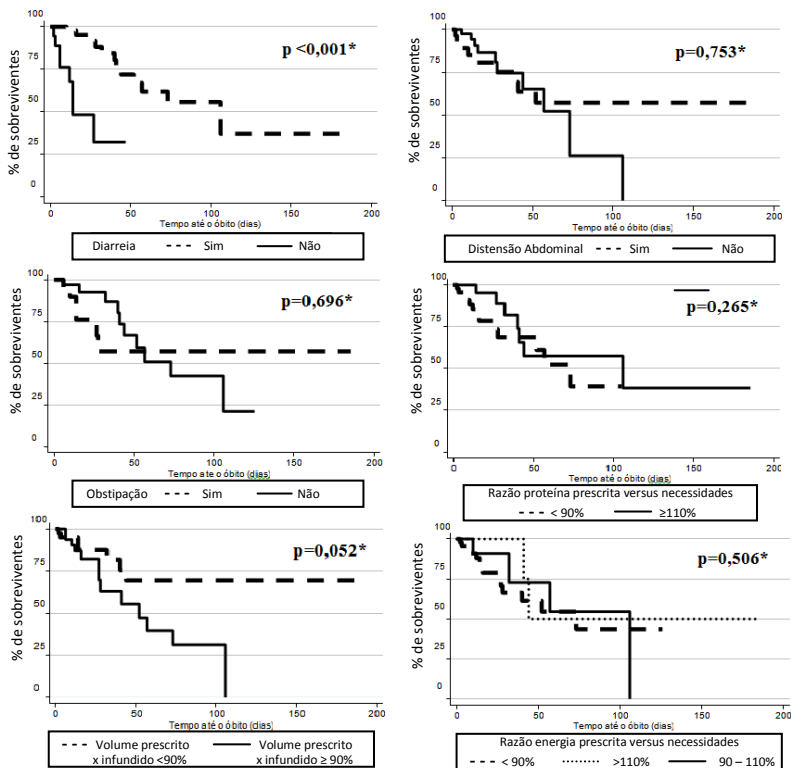 100
75
50
25
0
% de sobreviventes
p <0,001*
0 50 100 150 200
Tempo até o óbito (dias)
Diarreia Sim Não
100
75
50
25
0
% de sobreviventes
p=0,753*
0 50 100 150 200
Tempo até o óbito (dias)
Distensão Abdominal Sim Não
100
75
50
25
0
% de sobreviventes
p=0,696*
0 50 100 150 200
Tempo até o óbito (dias)
Obstipação Sim Não
100
75
50
25
0
% de sobreviventes
p=0,265*
0 50 100 150 200
Tempo até o óbito (dias)
Razão proteína prescrita versus necessidades
< 90% ≥110%
100
75
50
25
0
% de sobreviventes
p=0,052*
0 50 100 150 200
Tempo até o óbito (dias)
Volume prescrito Volume prescrito
x infundido <90% x infundido ≥ 90%
100
75
50
25
0
% de sobreviventes
p=0,506*
0 50 100 150 200
Tempo até o óbito (dias)
Razão energia prescrita versus necessidades
< 90% >110% 90 – 110%